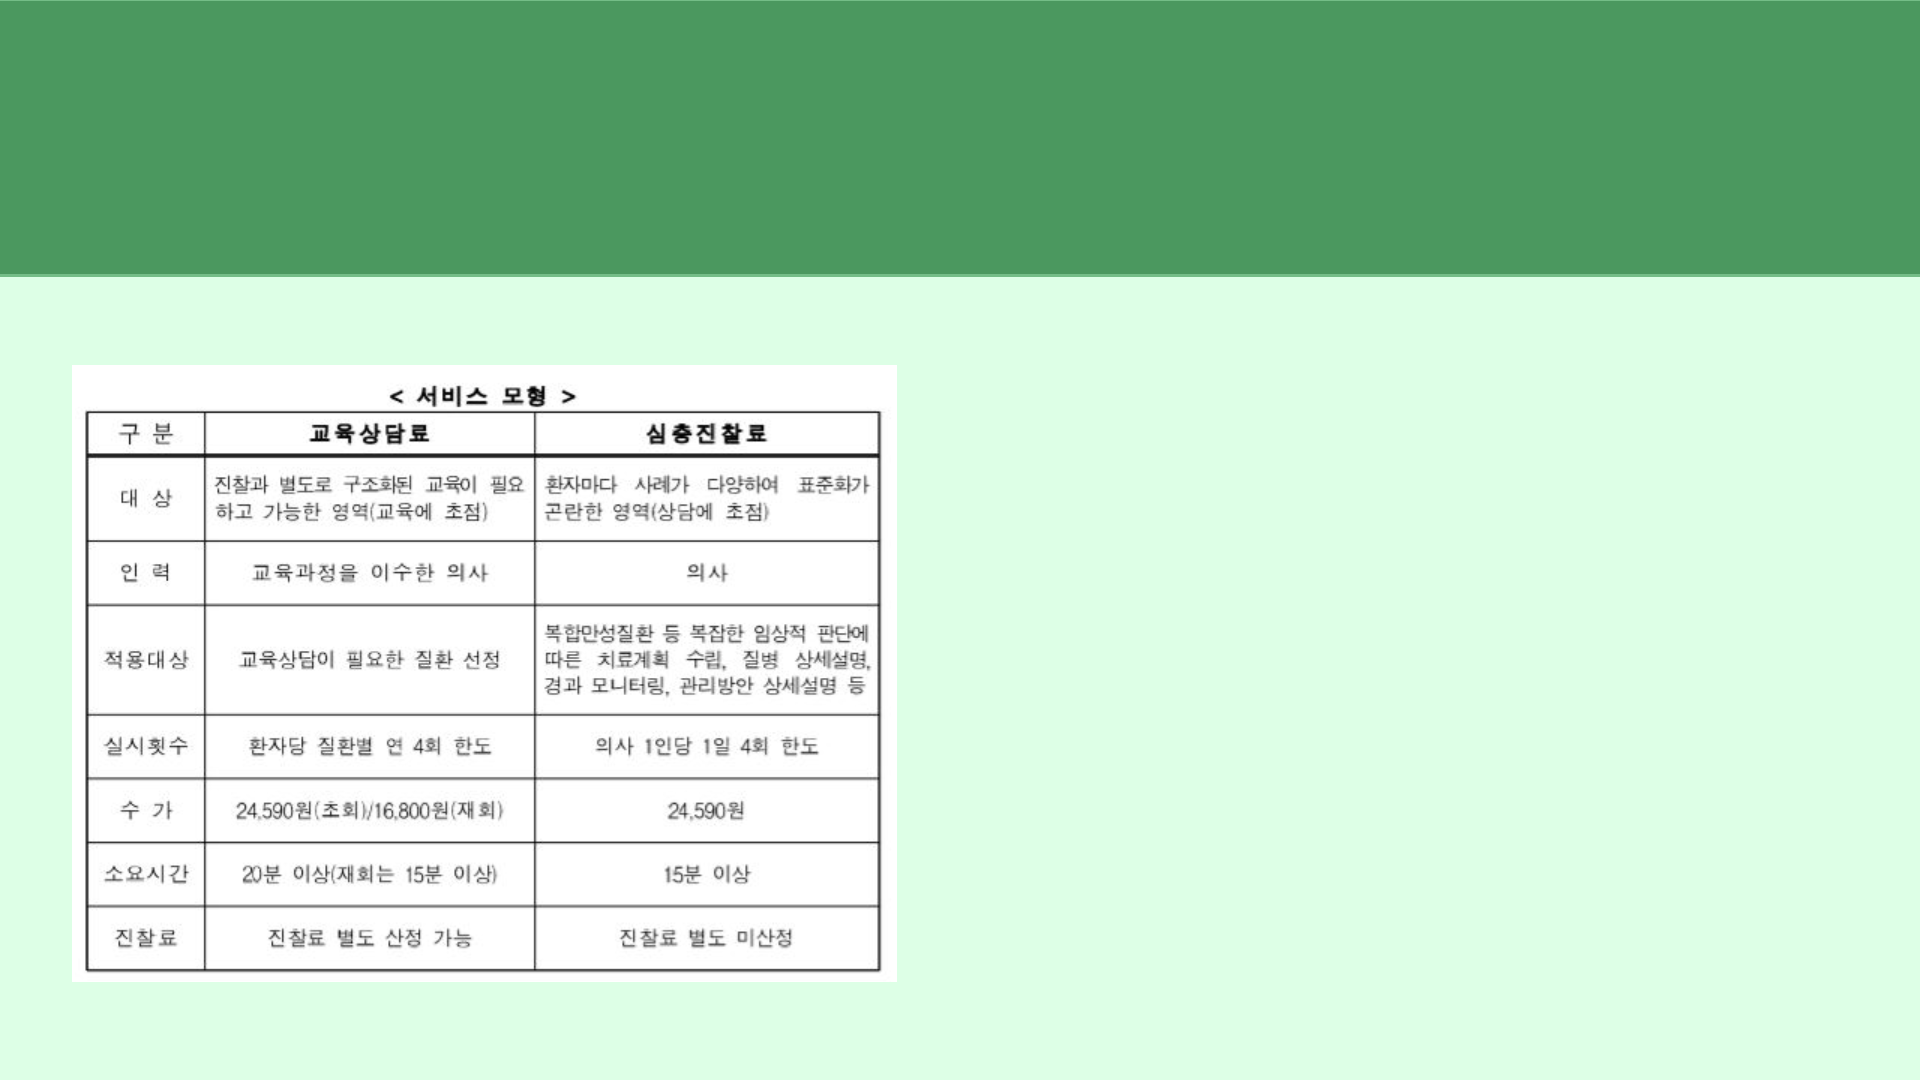 < 서비스 모형 >
구 분 교육상담료 심층진찰료
대 상 진찰과 별도로 구조화된 교육이 필요 환자마다 사례가 다양하여 표준화가
하고 가능한 영역(교육에 초점) 곤란한 영역(상담에 초점)
인 력 교육과정을 이수한 의사 의사
복합만성질환 등 복잡한 임상적 판단에
적용대상 교육상담이 필요한 질환 선정 따른 치료계획 수립, 질병 상세설명,
경과 모니터링, 관리방안 상세설명 등
실시횟수 환자당 질환별 연 4회 한도 의사 1인당 1일 4회 한도
수 가 24,590원(초회)/16,800원(재회) 24,590원
소요시간 20분 이상(재회는 15분 이상) 15분 이상
진찰료 진찰료 별도 산정 가능 진찰료 별도 미산정